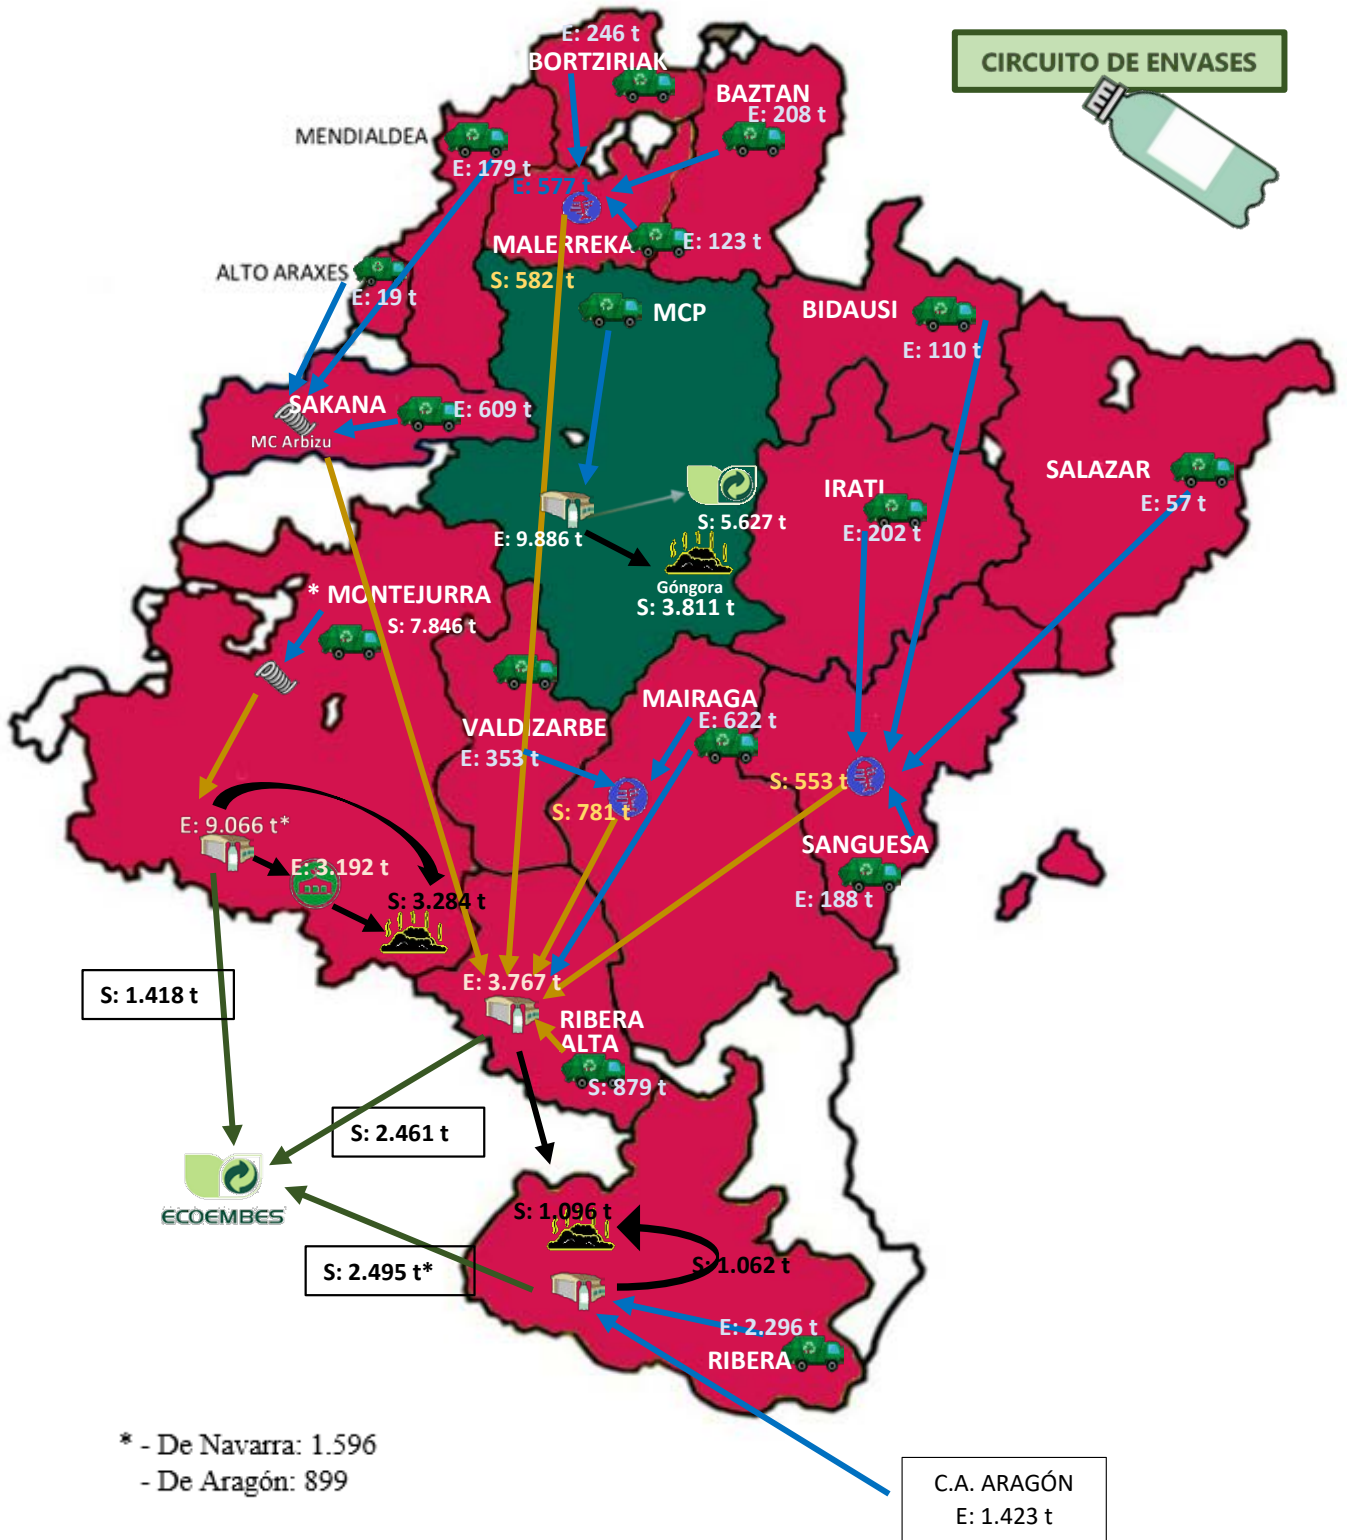 E: 246 t
BORTZIRIAK
CIRCUITO DE ENVASES
BAZTAN
E: 208 t
MENDIALDEA
E: 179 t
E: 577 t
MALERREKA
E: 123 t
S: 582 t
ALTO ARAXES
E: 19 t
MCP
BIDAUSI
E: 110 t
SAKANA
E: 609 t
MC Arbizu
IRATI
E: 202 t
SALAZAR
E: 57 t
S: 5.627 t
E: 9.886 t
Góngora
S: 3.811 t
* MONTEJURRA
S: 7.846 t
MAIRAGA
E: 622 t
VALDIZARBE
E: 353 t
S: 781 t
S: 553 t
SANGUESA
E: 188 t
E: 9.066 t*
E: 3.192 t
S: 3.284 t
S: 1.418 t
E: 3.767 t
RIBERA
ALTA
S: 879 t
S: 2.461 t
ECOEMBES
S: 1.096 t
S: 1.062 t
S: 2.495 t*
E: 2.296 t
RIBERA
* - De Navarra: 1.596
- De Aragón: 899
C.A. ARAGÓN
E: 1.423 t